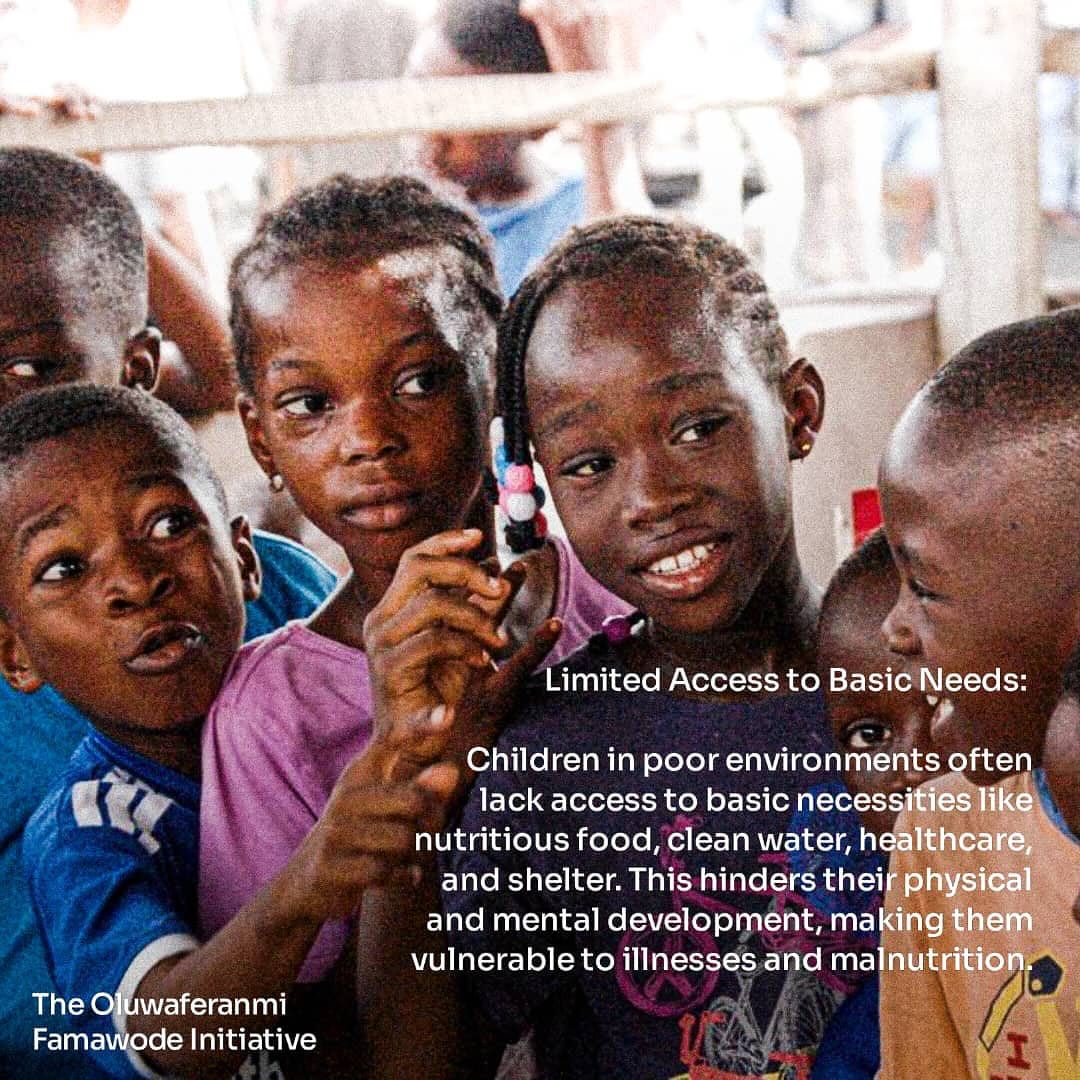 Limited Access to Basic Needs:
Children in poor environments often
lack access to basic necessities like
nutritious food, clean water, healthcare,
and shelter. This hinders their physical
and mental development, making them
vulnerable to illnesses and malnutrition.
The Oluwaferanmi
Famawode Initiative
I